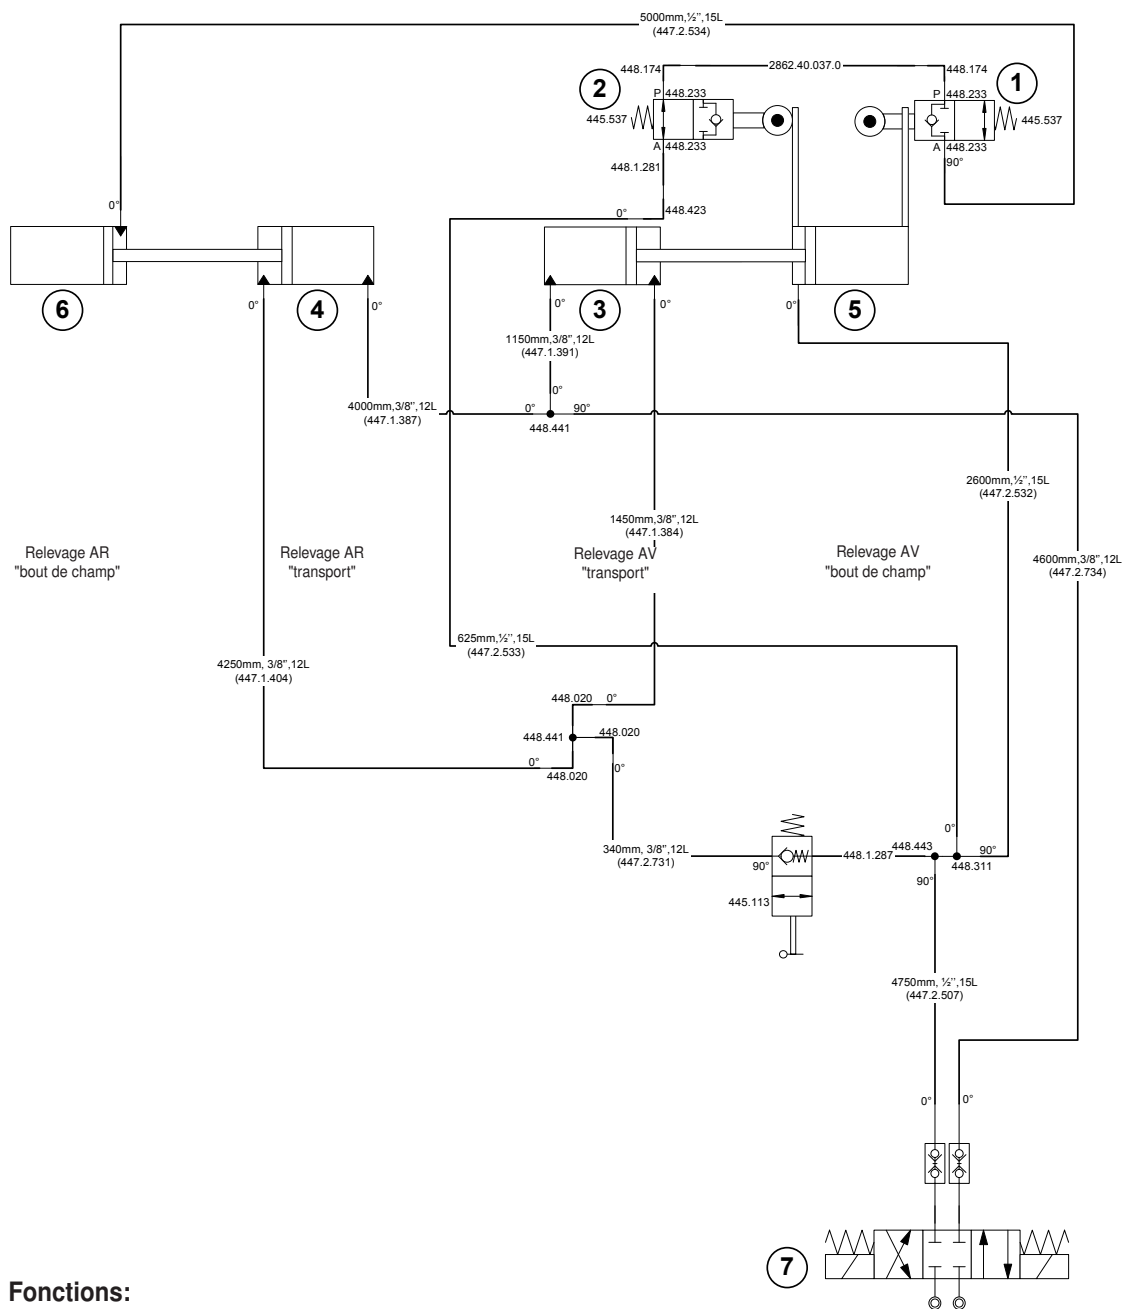 5000mm,½'',15L
(447.2.534)
448.174
2862.40.037.0
448.174
2
1
P
448.233
P
448.233
445.537
445.537
A
448.233
A
448.233
448.1.281
90°
0°
0°
448.423
6
4
3
5
0°
0°
0°
0°
0°
1150mm,3/8'',12L
(447.1.391)
0°
4000mm,3/8'',12L
(447.1.387)
0°
90°
448.441
2600mm,½'',15L
(447.2.532)
1450mm,3/8'',12L
(447.1.384)
Relevage AR
"bout de champ"
Relevage AR
"transport"
Relevage AV
"transport"
Relevage AV
"bout de champ"
4600mm,3/8'',12L
(447.2.734)
625mm,½'',15L
(447.2.533)
4250mm, 3/8'',12L
(447.1.404)
448.020
0°
448.441
448.020
0°
448.020
0°
0°
340mm, 3/8'',12L
(447.2.731)
90°
448.1.287
448.443
90°
448.311
90°
445.113
4750mm, ½'',15L
(447.2.507)
0°
0°
7
Fonctions: